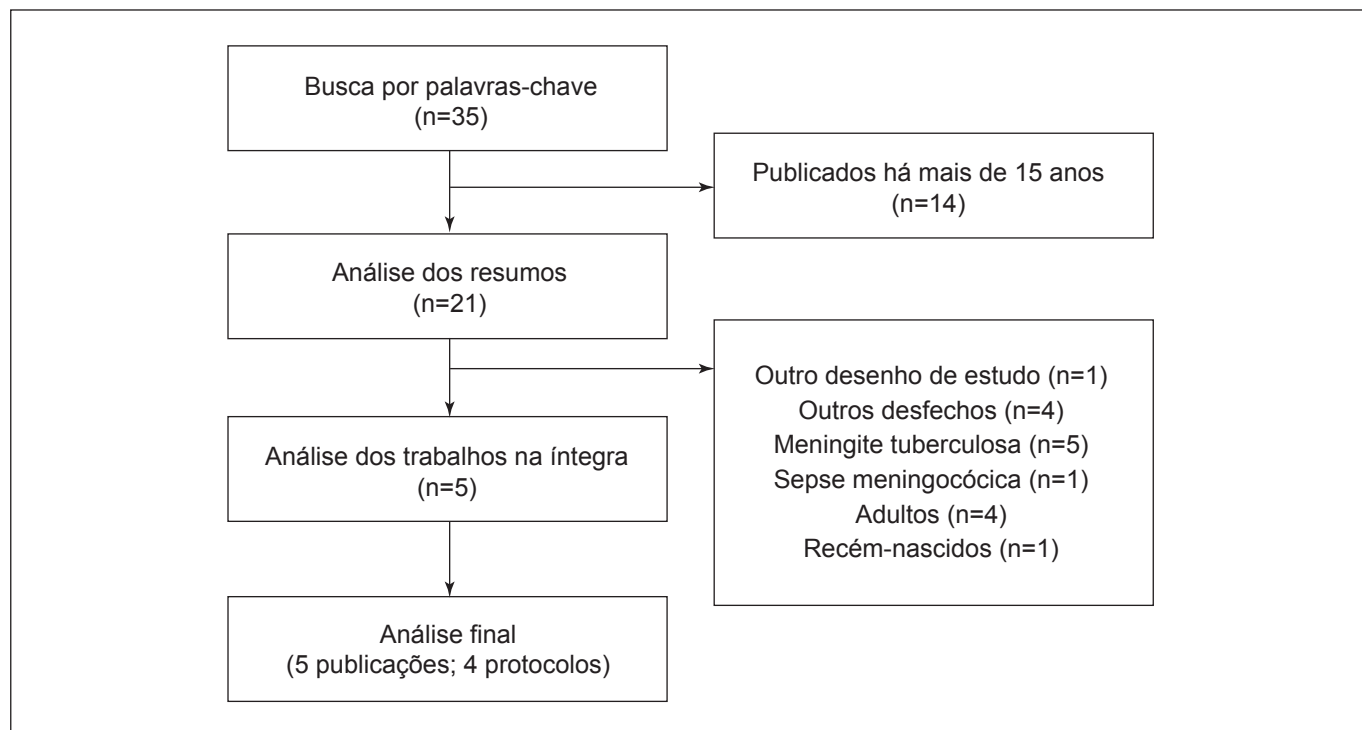 Busca por palavras-chave
(n=35)
Publicados há mais de 15 anos
(n=14)
Análise dos resumos
(n=21)
Outro desenho de estudo (n=1)
Outros desfechos (n=4)
Meningite tuberculosa (n=5)
Sepse meningocócica (n=1)
Adultos (n=4)
Recém-nascidos (n=1)
Análise dos trabalhos na íntegra
(n=5)
Análise final
(5 publicações; 4 protocolos)